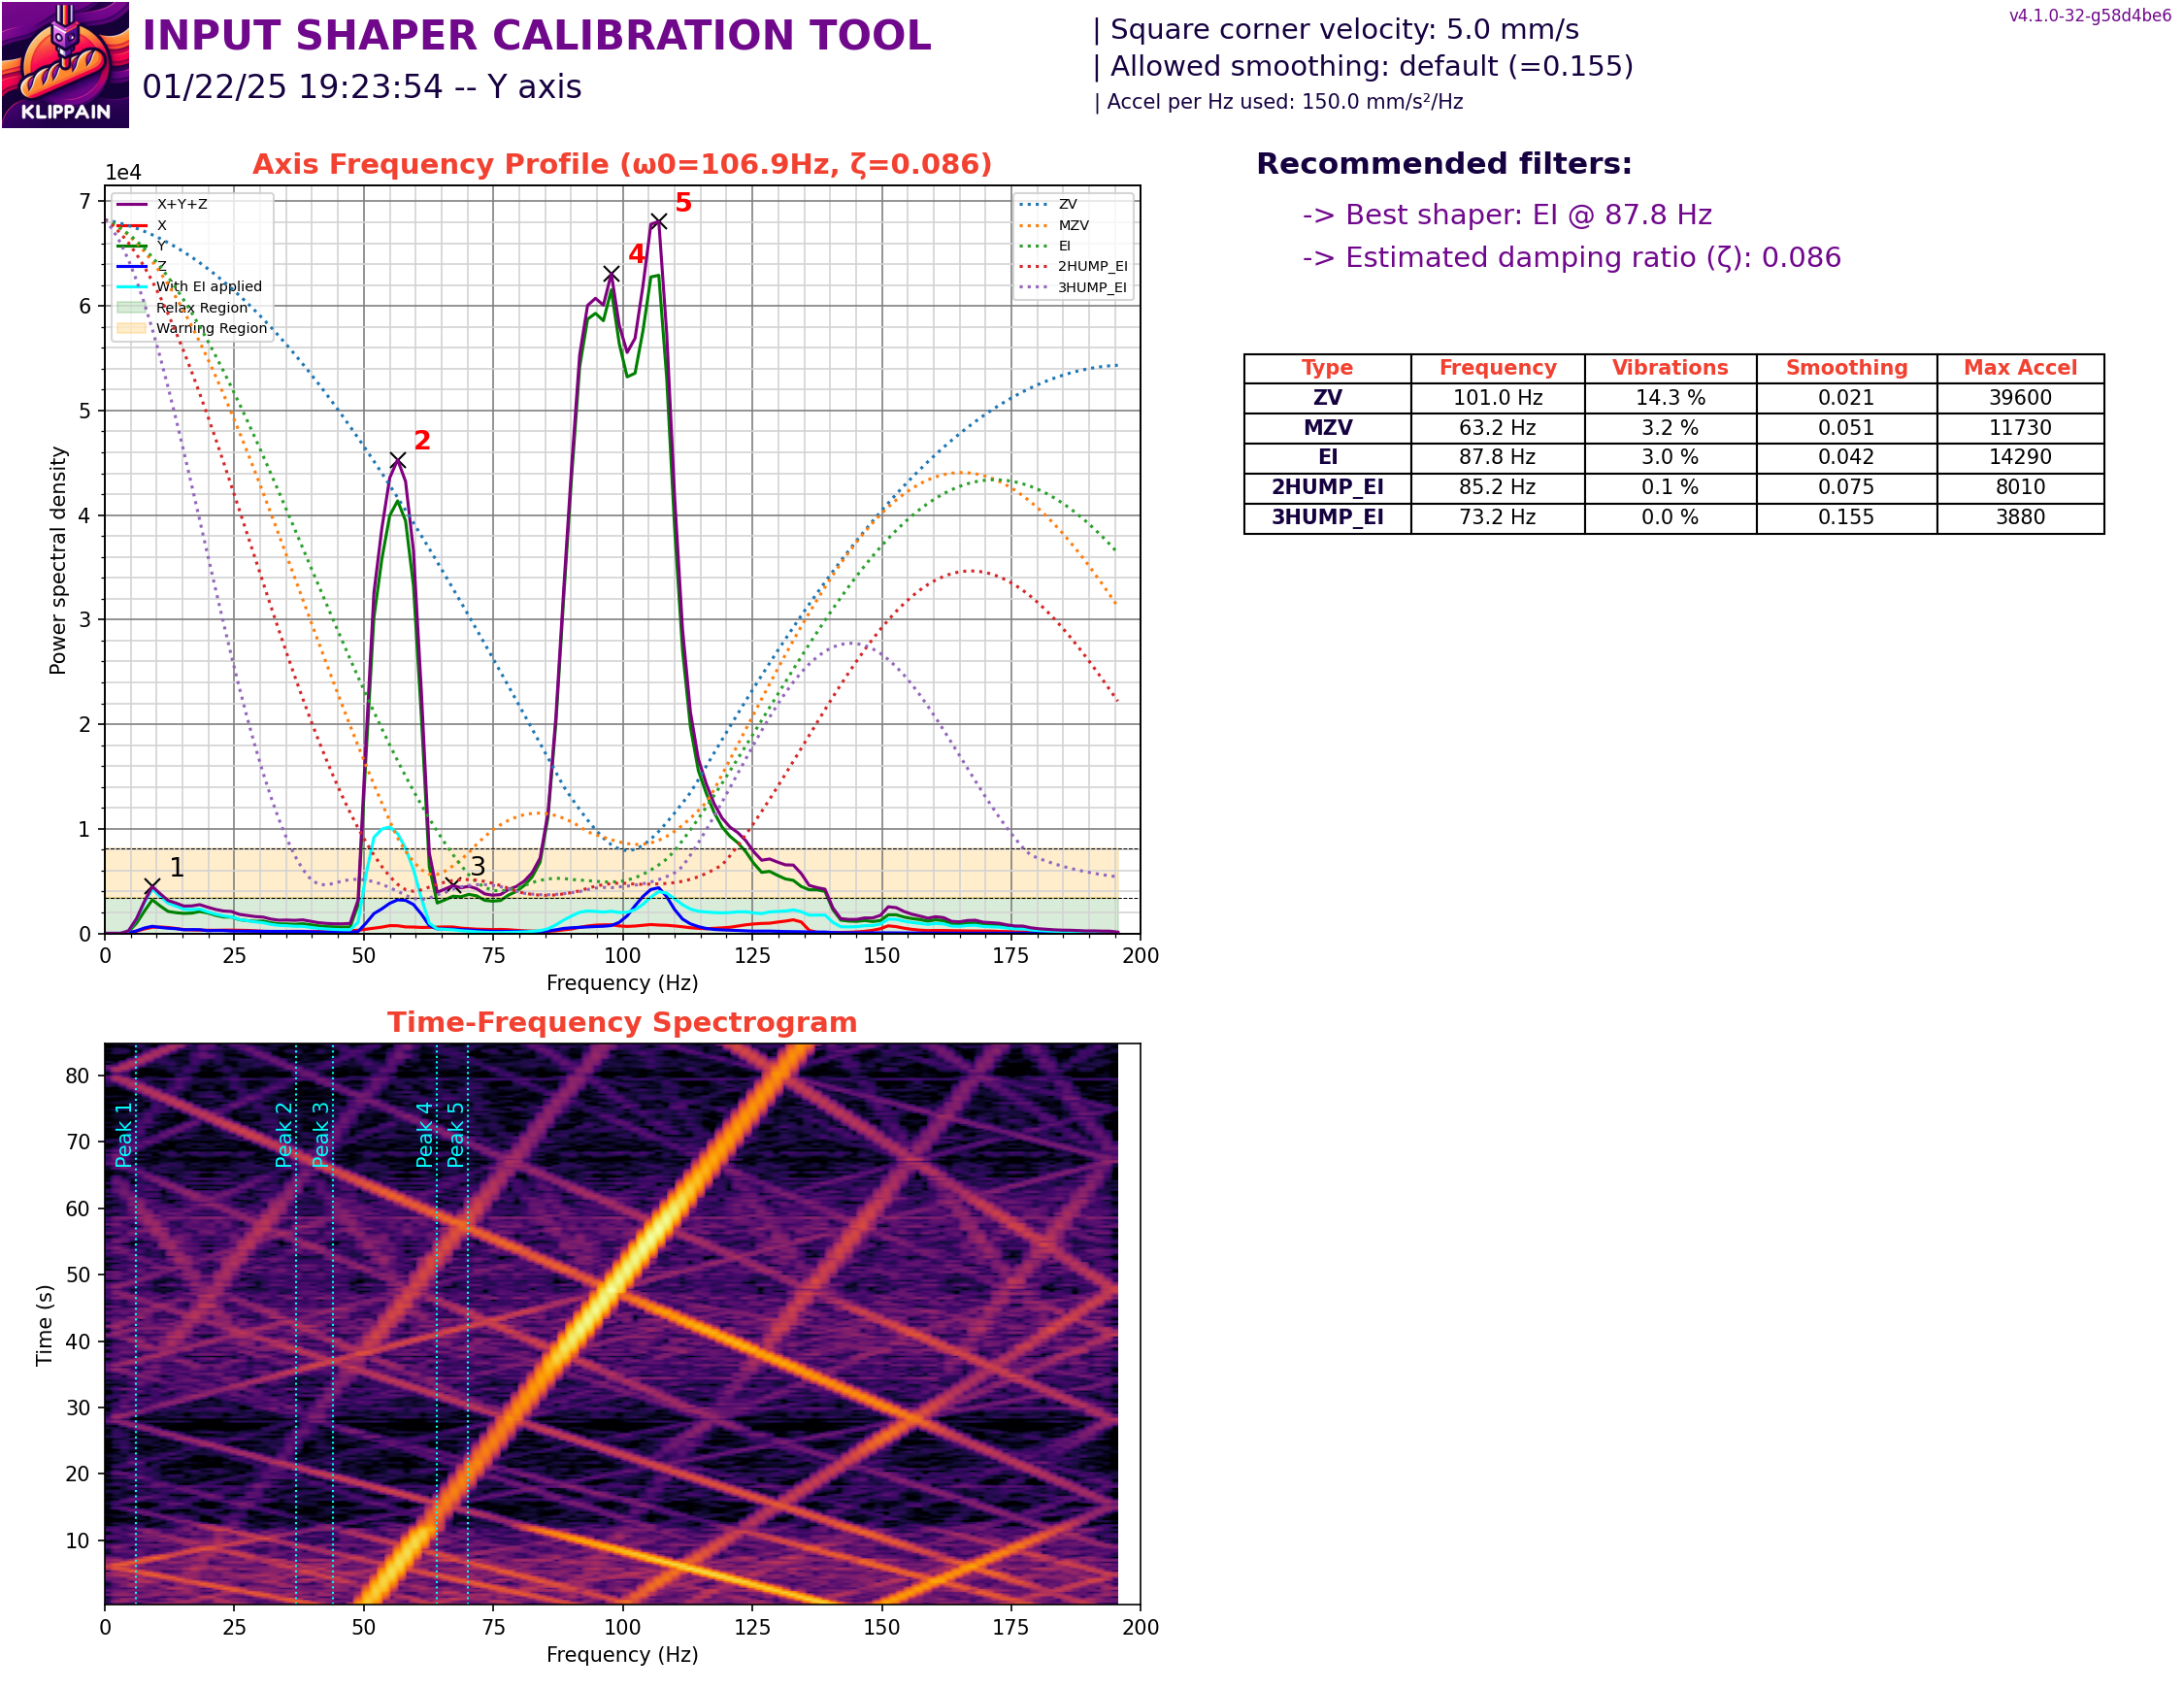 KLIPPAIN
INPUT SHAPER CALIBRATION TOOL
01/22/25 19:23:54 -- Y axis
| Square corner velocity: 5.0 mm/s
| Allowed smoothing: default (=0.155)
| Accel per Hz used: 150.0 mm/s²/Hz
v4.1.0-32-g58d4be6
Axis Frequency Profile (ω0=106.9Hz, ζ=0.086)
1e4
X+Y+Z
X
Y
Z
With EI applied
Relax Region
Warning Region
ZV
MZV
EI
2HUMP_EI
3HUMP_EI
1
2
3
4
5
7
6
5
4
3
2
1
0
Power spectral density
0 25 50 75 100 125 150 175 200
Frequency (Hz)
Recommended filters:
-> Best shaper: EI @ 87.8 Hz
-> Estimated damping ratio (ζ): 0.086
Type Frequency Vibrations Smoothing Max Accel
ZV 101.0 Hz 14.3 % 0.021 39600
MZV 63.2 Hz 3.2 % 0.051 11730
EI 87.8 Hz 3.0 % 0.042 14290
2HUMP_EI 85.2 Hz 0.1 % 0.075 8010
3HUMP_EI 73.2 Hz 0.0 % 0.155 3880
Time-Frequency Spectrogram
Peak 1
Peak 2
Peak 3
Peak 4
Peak 5
80
70
60
50
40
30
20
10
Time (s)
0 25 50 75 100 125 150 175 200
Frequency (Hz)